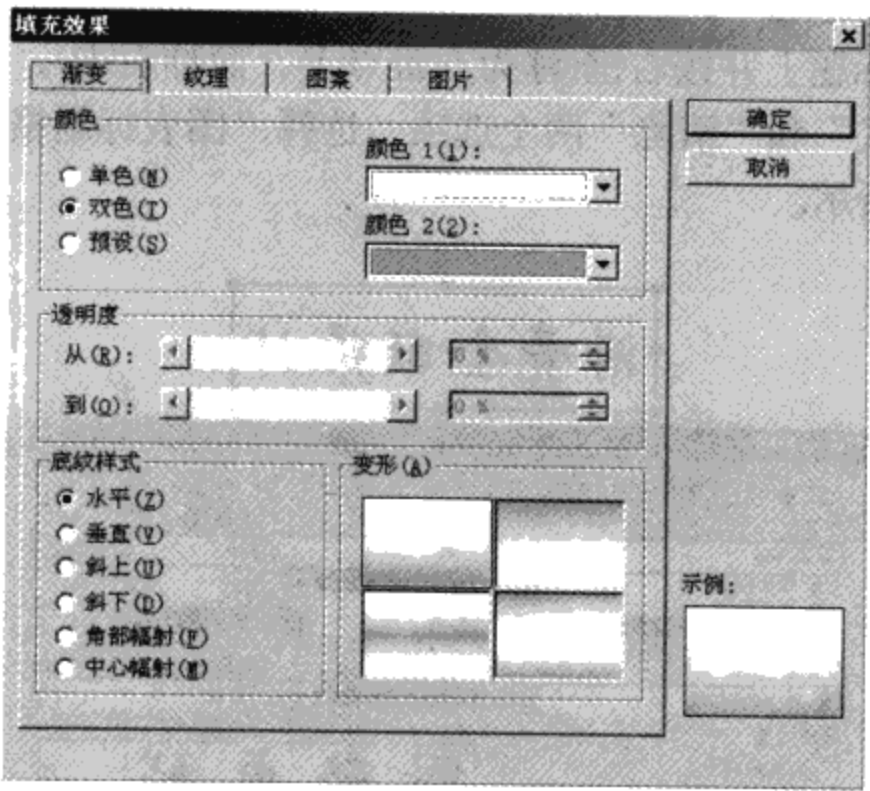 填充效果
渐变 纹理 图案 图片
确定
取消
颜色
单色(N)
双色(T)
预设(S)
颜色 1(1):
颜色 2(2):
透明度
从(R): 0 %
到(O): 0 %
底纹样式
水平(Z)
垂直(V)
斜上(U)
斜下(D)
角部幅射(F)
中心幅射(M)
变形(A)
示例: